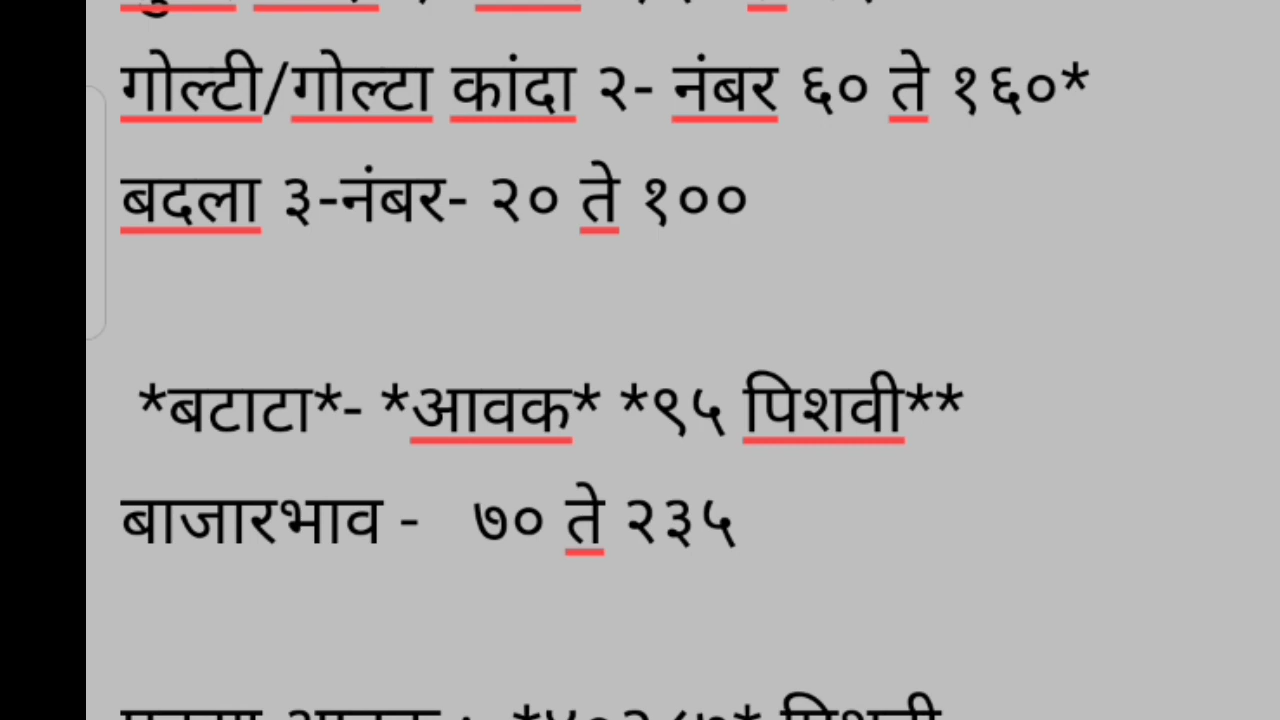 गोल्टी/गोल्टा कांदा २- नंबर ६० ते १६०*
बदला ३-नंबर- २० ते १००
*बटाटा*- *आवक* *९५ पिशवी**
बाजारभाव - ७० ते २३५